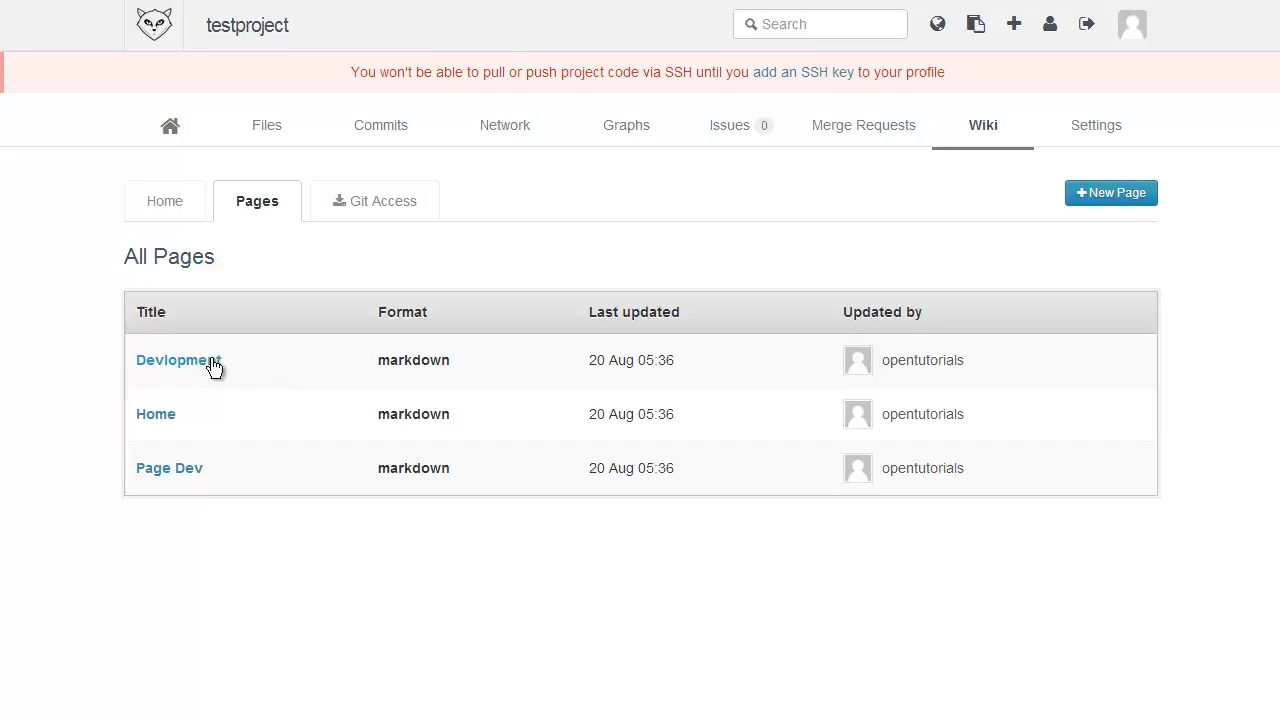 testproject
Search
You won't be able to pull or push project code via SSH until you add an SSH key to your profile
Files Commits Network Graphs Issues 0 Merge Requests Wiki Settings
Home Pages Git Access New Page
All Pages
Title Format Last updated Updated by
Devlopment markdown 20 Aug 05:36 opentutorials
Home markdown 20 Aug 05:36 opentutorials
Page Dev markdown 20 Aug 05:36 opentutorials